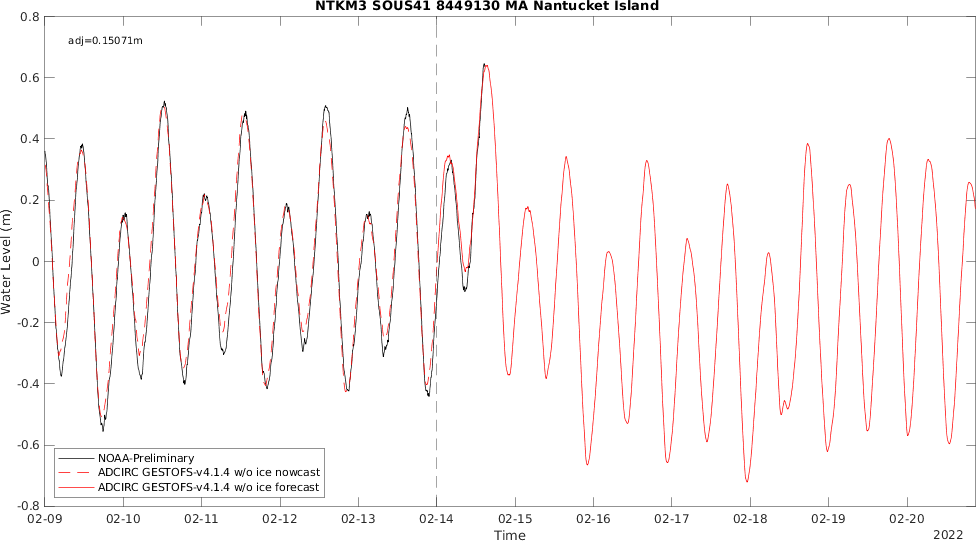 NTKM3 SOUS41 8449130 MA Nantucket Island
adj=0.15071m
0.8
0.6
0.4
0.2
0
-0.2
-0.4
-0.6
-0.8
Water Level (m)
NOAA-Preliminary
ADCIRC GESTOFS-v4.1.4 w/o ice nowcast
ADCIRC GESTOFS-v4.1.4 w/o ice forecast
02-09 02-10 02-11 02-12 02-13 02-14 02-15 02-16 02-17 02-18 02-19 02-20
Time
2022